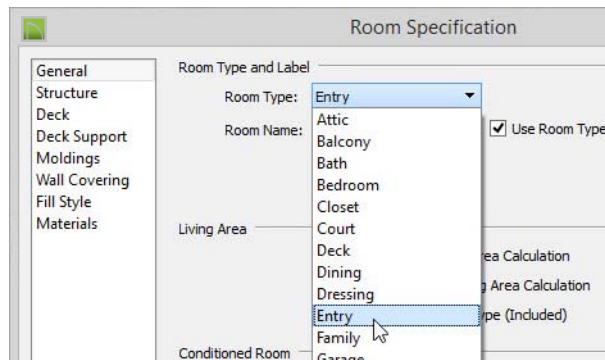 Room Specification
General
Structure
Deck
Deck Support
Moldings
Wall Covering
Fill Style
Materials
Room Type and Label
Room Type: Entry
Room Name:
Use Room Type
Attic
Balcony
Bath
Bedroom
Closet
Court
Deck
Dining
Dressing
Entry
Family
Garage
Living Area
Calculation
Area Calculation
(Included)
Conditioned Room